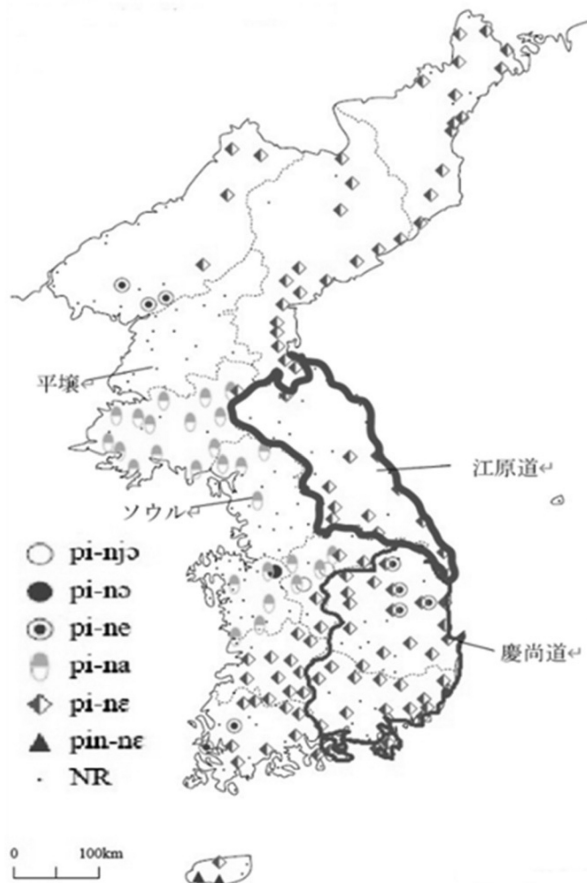 平壌↵
江原道↵
ソウル↵
慶尚道↵
pi-njɔ
pi-nɔ
pi-ne
pi-na
pi-nɛ
pin-nɛ
NR
0 100km